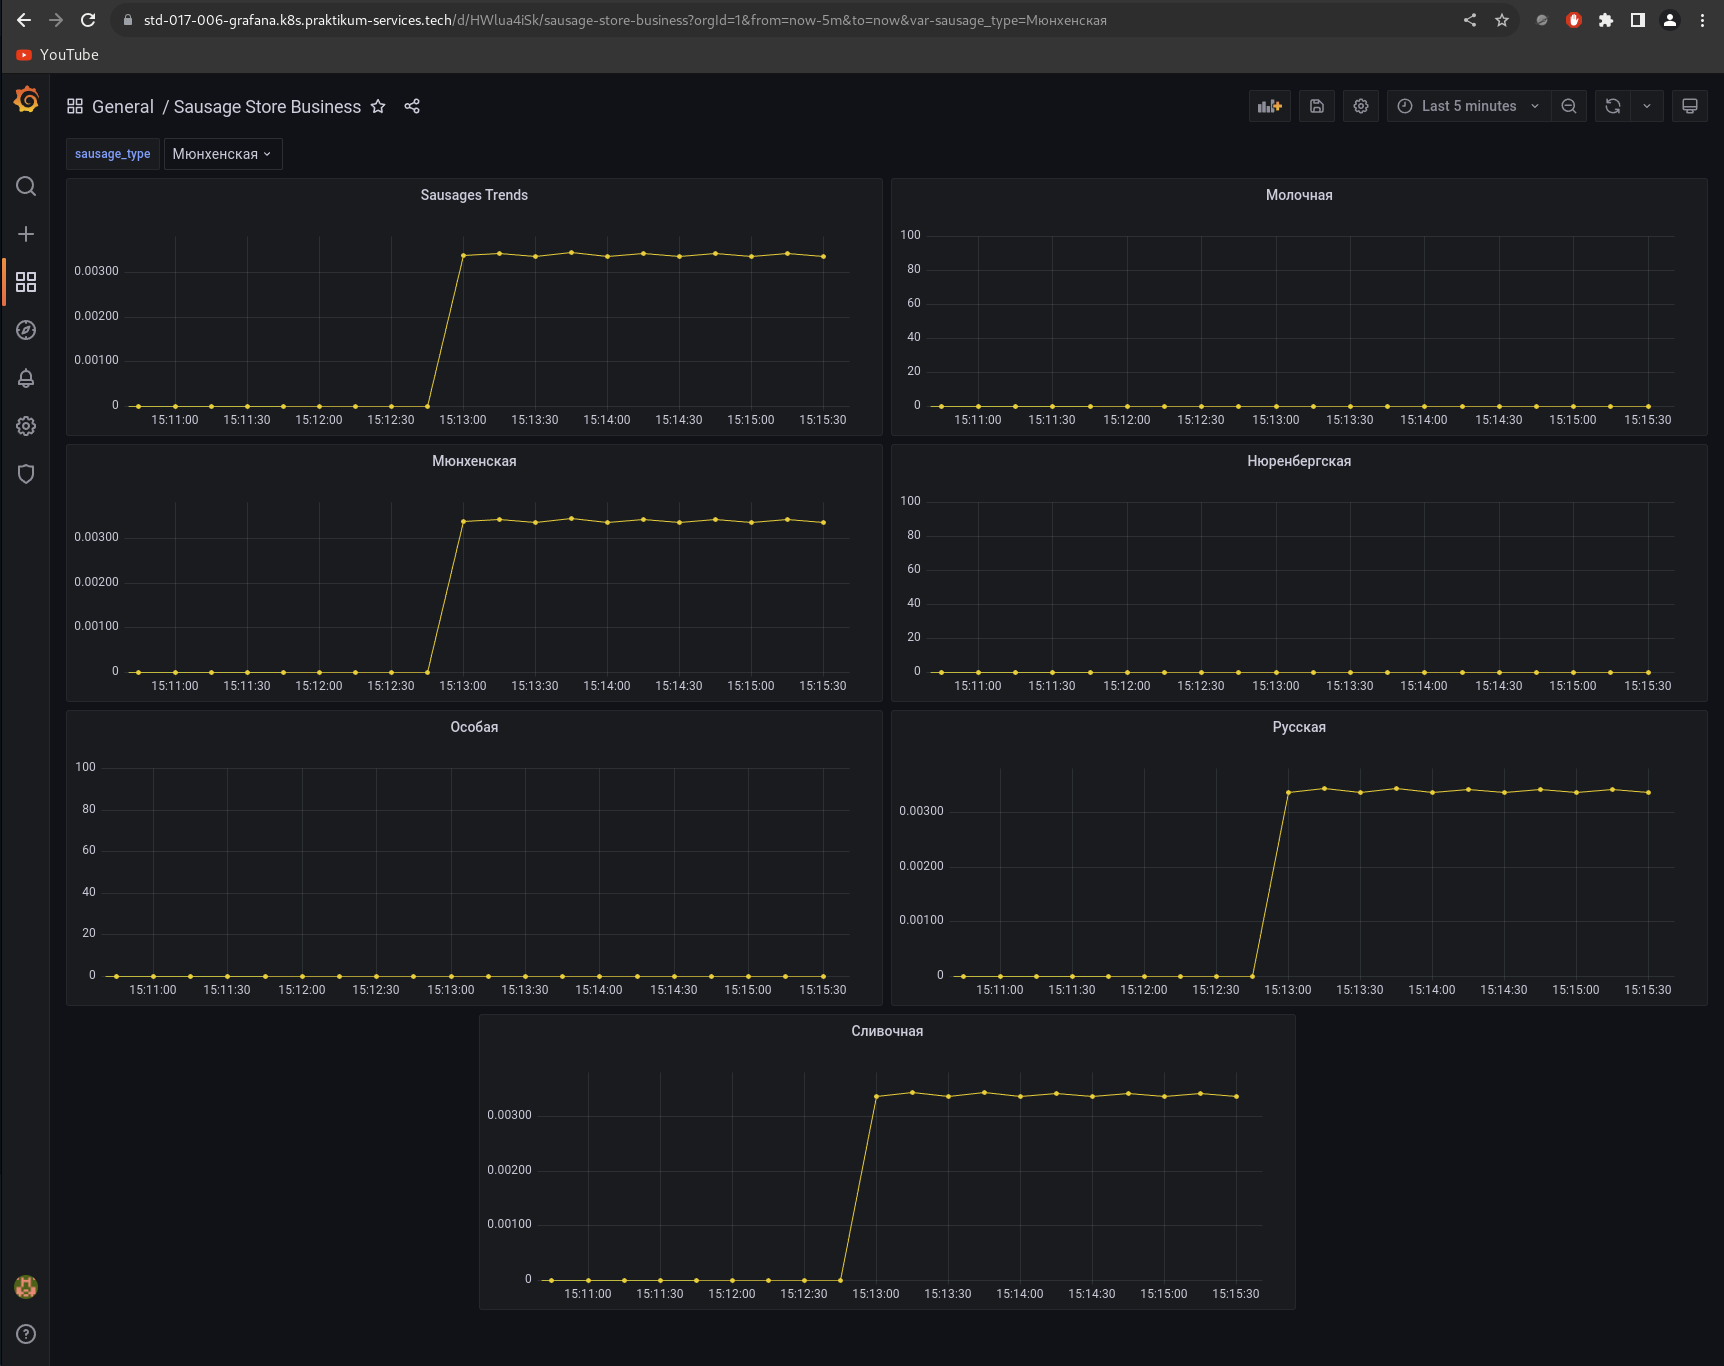 std-017-006-grafana.k8s.praktikum-services.tech/d/HWlua4iSk/sausage-store-business?orgId=1&from=now-5m&to=now&var-sausage_type=Мюнхенская
YouTube
General / Sausage Store Business
Last 5 minutes
sausage_type Мюнхенская
Sausages Trends
0.00300
0.00200
0.00100
0
15:11:00 15:11:30 15:12:00 15:12:30 15:13:00 15:13:30 15:14:00 15:14:30 15:15:00 15:15:30
Молочная
100
80
60
40
20
0
15:11:00 15:11:30 15:12:00 15:12:30 15:13:00 15:13:30 15:14:00 15:14:30 15:15:00 15:15:30
Мюнхенская
0.00300
0.00200
0.00100
0
15:11:00 15:11:30 15:12:00 15:12:30 15:13:00 15:13:30 15:14:00 15:14:30 15:15:00 15:15:30
Нюренбергская
100
80
60
40
20
0
15:11:00 15:11:30 15:12:00 15:12:30 15:13:00 15:13:30 15:14:00 15:14:30 15:15:00 15:15:30
Особая
100
80
60
40
20
0
15:11:00 15:11:30 15:12:00 15:12:30 15:13:00 15:13:30 15:14:00 15:14:30 15:15:00 15:15:30
Русская
0.00300
0.00200
0.00100
0
15:11:00 15:11:30 15:12:00 15:12:30 15:13:00 15:13:30 15:14:00 15:14:30 15:15:00 15:15:30
Сливочная
0.00300
0.00200
0.00100
0
15:11:00 15:11:30 15:12:00 15:12:30 15:13:00 15:13:30 15:14:00 15:14:30 15:15:00 15:15:30